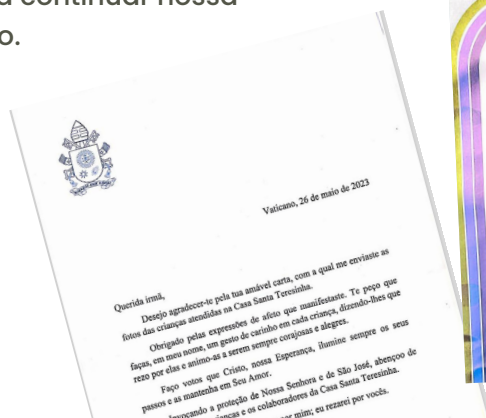 a continuar nossa
o.
Vaticano, 26 de maio de 2023
Querida irmã,
Desejo agradecer-te pela tua amável carta, com a qual me enviaste as
fotos das crianças atendidas na Casa Santa Teresinha.
Obrigado pelas expressões de afeto que manifestaste. Te peço que
faças, em meu nome, um gesto de carinho em cada criança, dizendo-lhes que
rezo por elas e animo-as a serem sempre corajosas e alegres.
Faço votos que Cristo, nossa Esperança, ilumine sempre os seus
passos e as mantenha em Seu Amor.
Invocando a proteção de Nossa Senhora e de São José, abençoo de
crianças e os colaboradores da Casa Santa Teresinha.
por mim; eu rezarei por vocês.